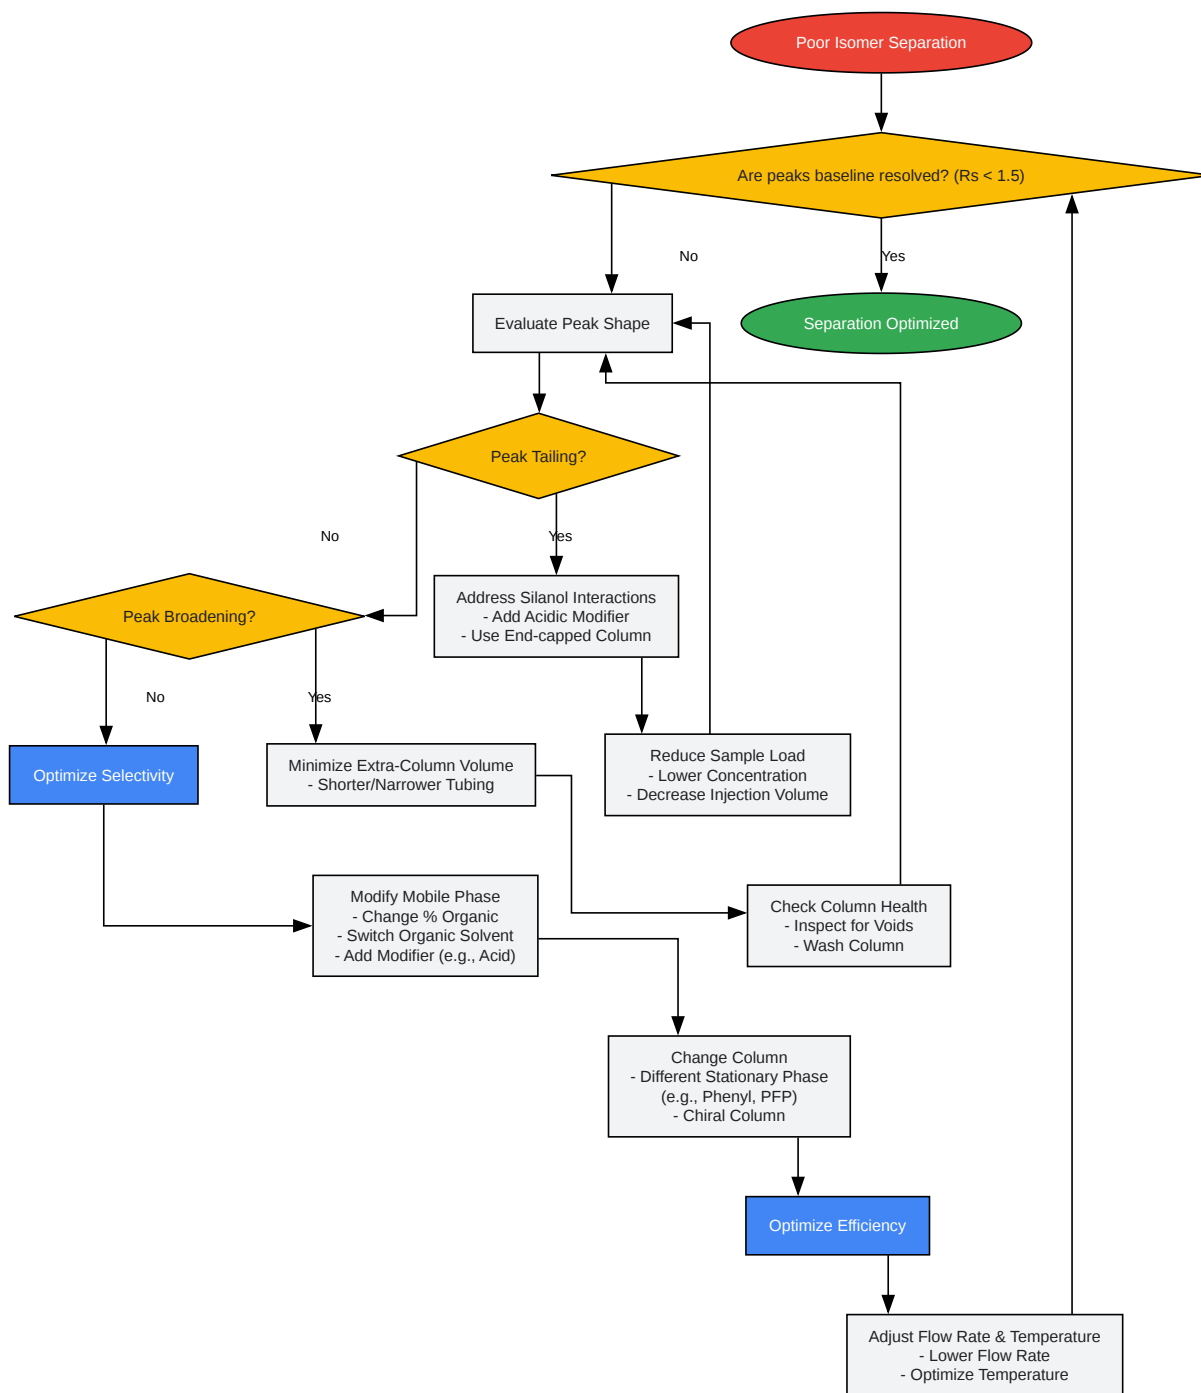 Poor Isomer Separation
Are peaks baseline resolved? (Rs < 1.5)
No
Yes
Evaluate Peak Shape
Separation Optimized
Peak Tailing?
No
Yes
Address Silanol Interactions
- Add Acidic Modifier
- Use End-capped Column
Peak Broadening?
No
Yes
Optimize Selectivity
Minimize Extra-Column Volume
- Shorter/Narrower Tubing
Reduce Sample Load
- Lower Concentration
- Decrease Injection Volume
Modify Mobile Phase
- Change % Organic
- Switch Organic Solvent
- Add Modifier (e.g., Acid)
Check Column Health
- Inspect for Voids
- Wash Column
Change Column
- Different Stationary Phase
(e.g., Phenyl, PFP)
- Chiral Column
Optimize Efficiency
Adjust Flow Rate & Temperature
- Lower Flow Rate
- Optimize Temperature